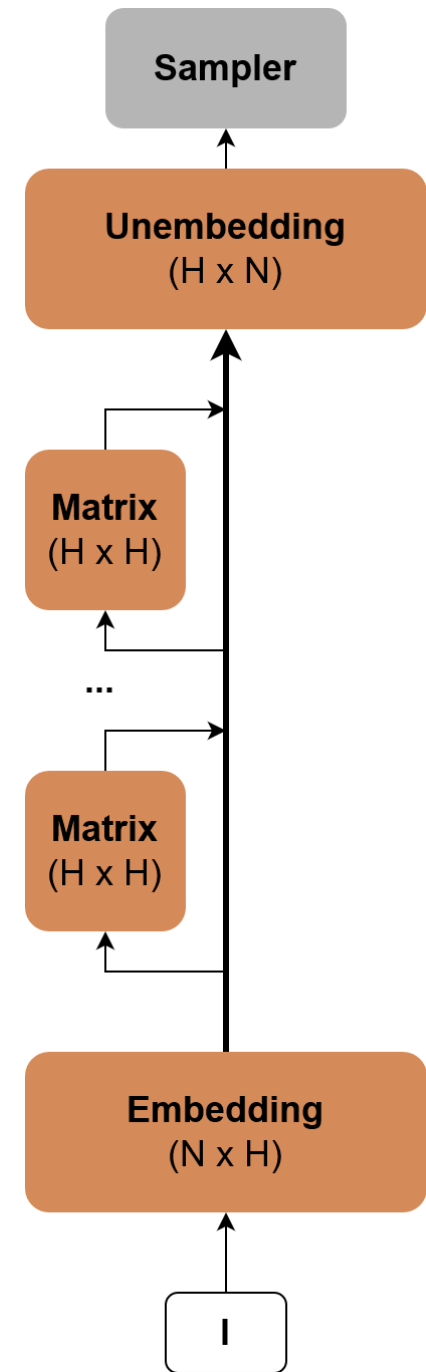 Sampler
Unembedding
(H x N)
Matrix
(H x H)
...
Matrix
(H x H)
Embedding
(N x H)
I